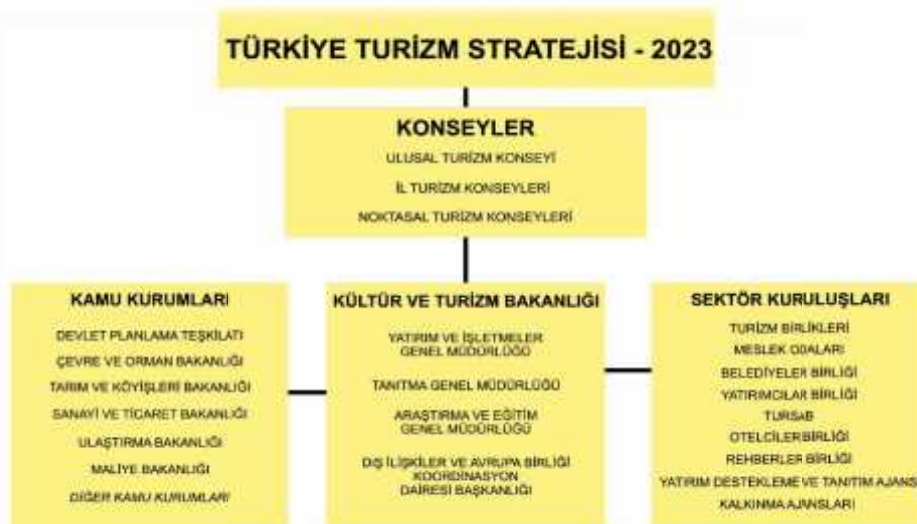 TÜRKİYE TURİZM STRATEJİSİ - 2023
KONSEYLER
ULUSAL TURİZM KONSEYİ
İL TURİZM KONSEYLERİ
NOKTASAL TURİZM KONSEYLERİ
KAMU KURUMLARI
DEVLET PLANLAMA TEŞKİLATI
ÇEVRE VE ORMAN BAKANLIĞI
TARIM VE KÖYİŞLERİ BAKANLIĞI
SANAYİ VE TİCARET BAKANLIĞI
ULAŞTIRMA BAKANLIĞI
MALİYE BAKANLIĞI
DİĞER KAMU KURUMLARI
KÜLTÜR VE TURİZM BAKANLIĞI
YATIRIM VE İŞLETMELER
GENEL MÜDÜRLÜĞÜ
TANITMA GENEL MÜDÜRLÜĞÜ
ARAŞTIRMA VE EĞİTİM
GENEL MÜDÜRLÜĞÜ
DIŞ İLİŞKİLER VE AVRUPA BİRLİĞİ
KOORDİNASYON
DAİRESİ BAŞKANLIĞI
SEKTÖR KURULUŞLARI
TURİZM BİRLİKLERİ
MESLEK ODALARI
BELEDİYELER BİRLİĞİ
YATIRIMCILAR BİRLİĞİ
TURSAB
OTELCİLER BİRLİĞİ
REHBERLER BİRLİĞİ
YATIRIM DESTEKLEME VE TANITIM AJANS
KALKINMA AJANSLARI